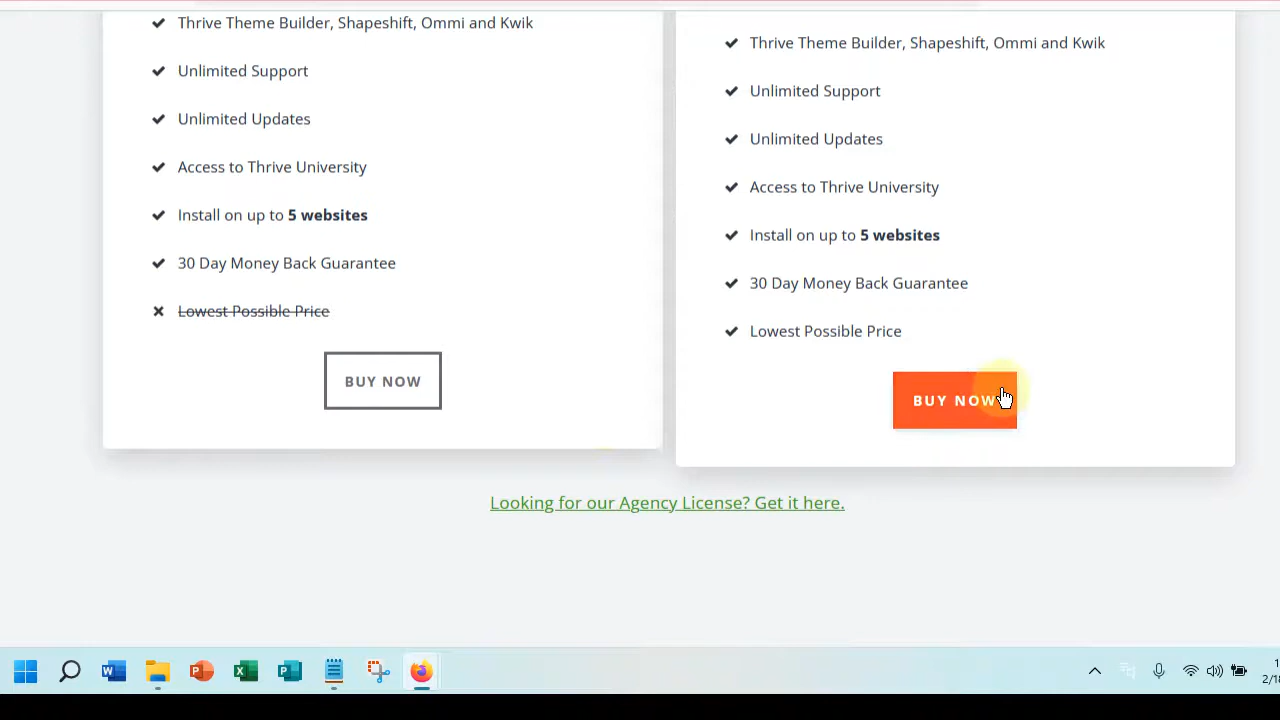 Thrive Theme Builder, Shapeshift, Ommi and Kwik
Unlimited Support
Unlimited Updates
Access to Thrive University
Install on up to 5 websites
30 Day Money Back Guarantee
Lowest Possible Price
BUY NOW
Thrive Theme Builder, Shapeshift, Ommi and Kwik
Unlimited Support
Unlimited Updates
Access to Thrive University
Install on up to 5 websites
30 Day Money Back Guarantee
Lowest Possible Price
BUY NOW
Looking for our Agency License? Get it here.